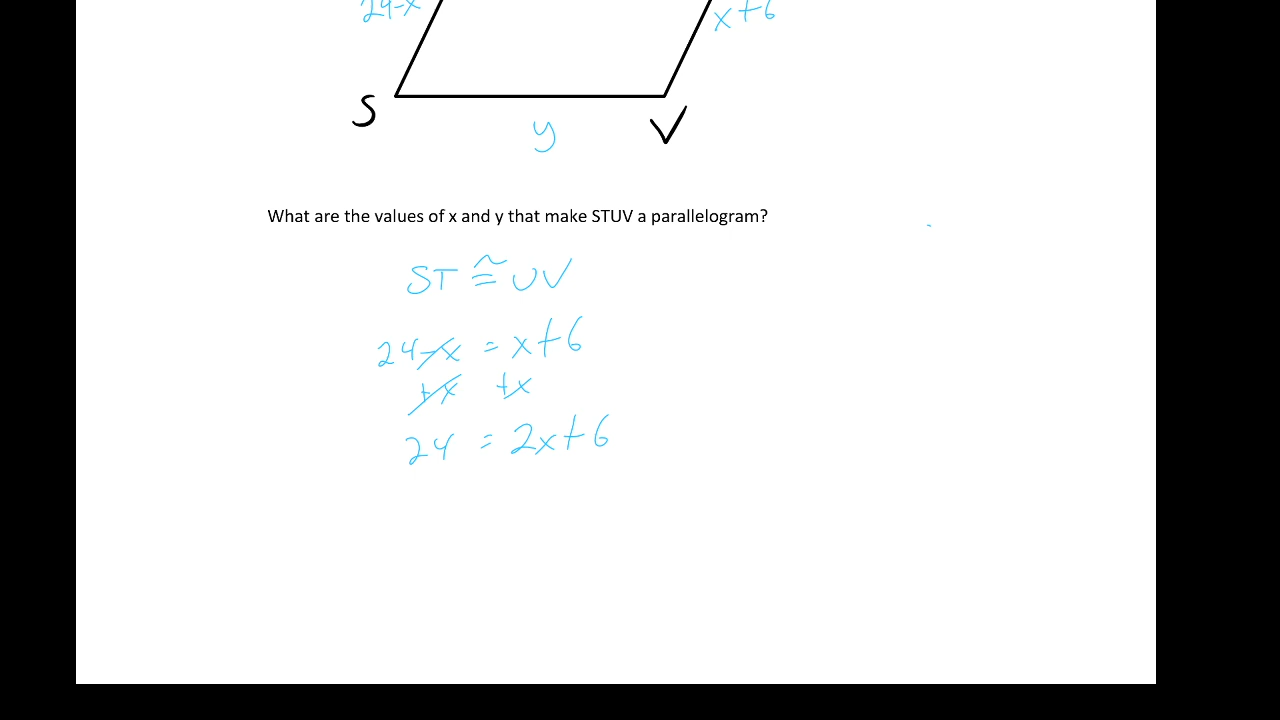 24-x x+6
S V
y
What are the values of x and y that make STUV a parallelogram?
ST ≅ UV
24-x = x+6
+x +x
24 = 2x+6